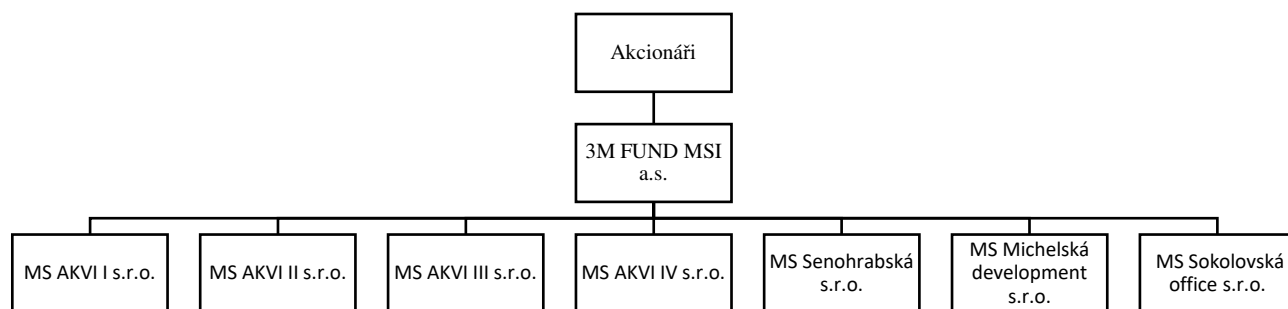 Akcionáři
3M FUND MSI
a.s.
MS AKVI I s.r.o.
MS AKVI II s.r.o.
MS AKVI III s.r.o.
MS AKVI IV s.r.o.
MS Senohrabská
s.r.o.
MS Michelská
development
s.r.o.
MS Sokolovská
office s.r.o.